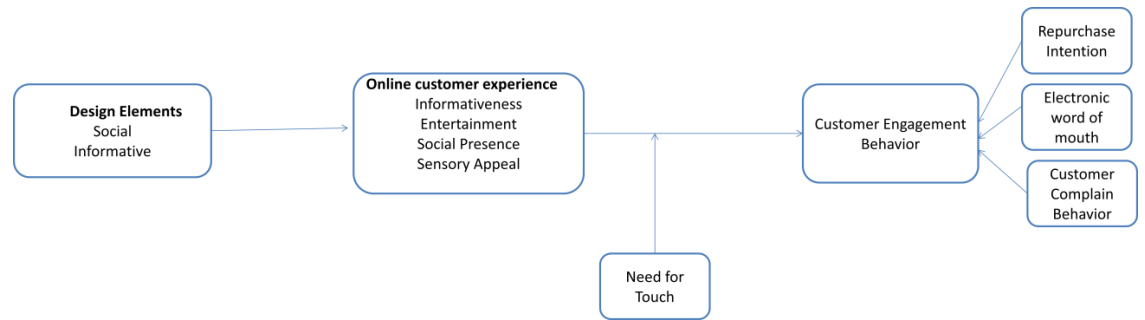 Design Elements
Social
Informative
Online customer experience
Informativeness
Entertainment
Social Presence
Sensory Appeal
Need for
Touch
Customer Engagement
Behavior
Repurchase
Intention
Electronic
word of
mouth
Customer
Complain
Behavior